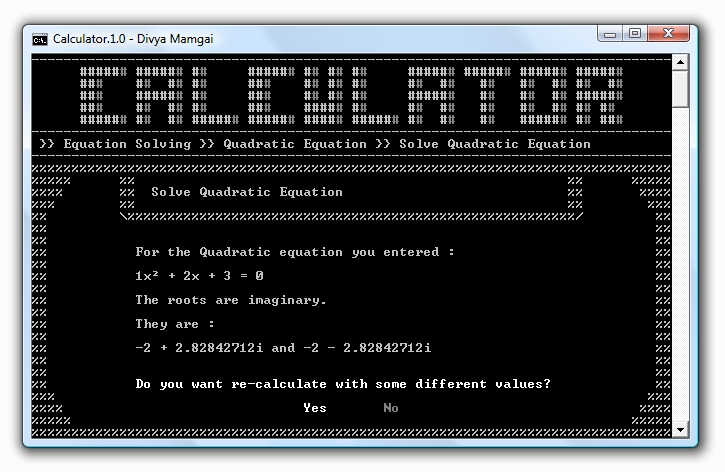 Calculator.1.0 - Divya Mamgai
CALCULATOR
>> Equation Solving >> Quadratic Equation >> Solve Quadratic Equation
Solve Quadratic Equation
For the Quadratic equation you entered :
1x² + 2x + 3 = 0
The roots are imaginary.
They are :
-2 + 2.82842712i and -2 - 2.82842712i
Do you want re-calculate with some different values?
Yes No